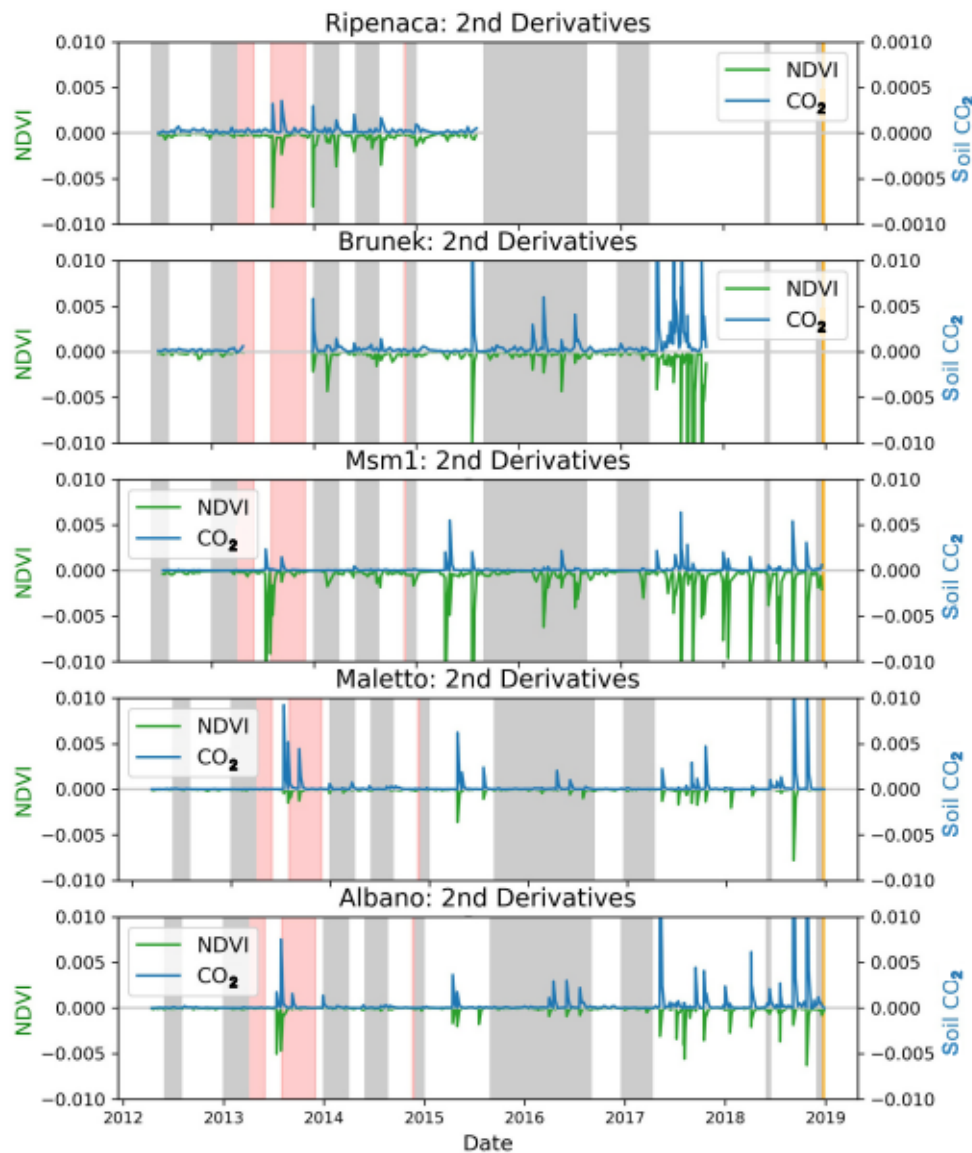 Ripenaca: 2nd Derivatives
0.010 0.0010
0.005 0.0005
0.000 0.0000
−0.005 −0.0005
−0.010 −0.0010
NDVI
NDVI
CO₂
Soil CO₂
Brunek: 2nd Derivatives
0.010 0.010
0.005 0.005
0.000 0.000
−0.005 −0.005
−0.010 −0.010
NDVI
NDVI
CO₂
Soil CO₂
Msm1: 2nd Derivatives
0.010 0.010
0.005 0.005
0.000 0.000
−0.005 −0.005
−0.010 −0.010
NDVI
NDVI
CO₂
Soil CO₂
Maletto: 2nd Derivatives
0.010 0.010
0.005 0.005
0.000 0.000
−0.005 −0.005
−0.010 −0.010
NDVI
NDVI
CO₂
Soil CO₂
Albano: 2nd Derivatives
0.010 0.010
0.005 0.005
0.000 0.000
−0.005 −0.005
−0.010 −0.010
NDVI
NDVI
CO₂
Soil CO₂
2012 2013 2014 2015 2016 2017 2018 2019
Date